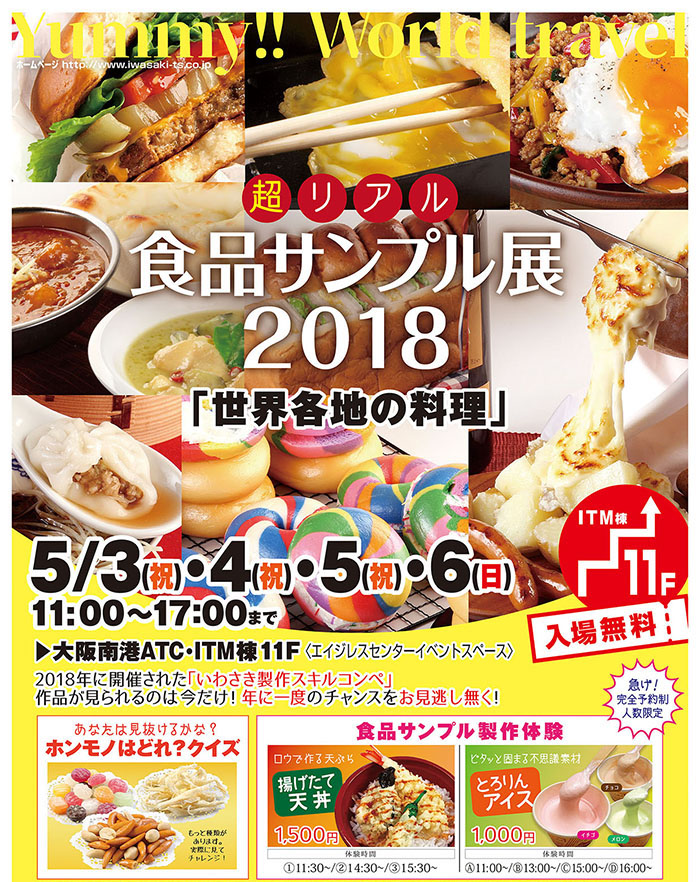 Yummy!! World travel
ホームページ http://www.iwasaki-ts.co.jp
超リアル
食品サンプル展
2018
「世界各地の料理」
ITM棟
11F
5/3(祝)・4(祝)・5(祝)・6(日)
11:00〜17:00まで
入場無料
▶大阪南港ATC・ITM棟11F〈エイジレスセンターイベントスペース〉
2018年に開催された「いわさき製作スキルコンペ」
作品が見られるのは今だけ！年に一度のチャンスをお見逃し無く！
急げ！
完全予約制
人数限定
あなたは見抜けるかな？
ホンモノはどれ？クイズ
もっと種類が
あります。
実際に見て
チャレンジ！
食品サンプル製作体験
ロウで作る天ぷら
揚げたて
天丼
1,500円
体験時間
①11:30~/②14:30~/③15:30~
ピタッと固まる不思議素材
とろりん
アイス
チョコ
イチゴ
メロン
1,000円
体験時間
Ⓐ11:00~/Ⓑ13:00~/Ⓒ15:00~/Ⓓ16:00~